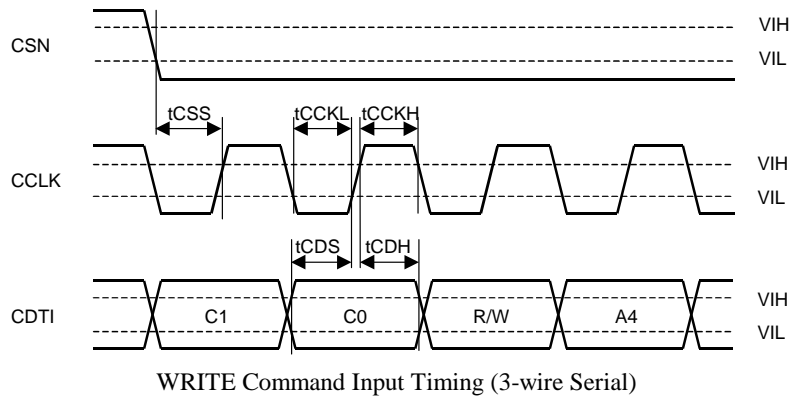 CSN
VIH
VIL
tCSS
tCCKL
tCCKH
CCLK
VIH
VIL
tCDS
tCDH
CDTI
C1
C0
R/W
A4
VIH
VIL
WRITE Command Input Timing (3-wire Serial)